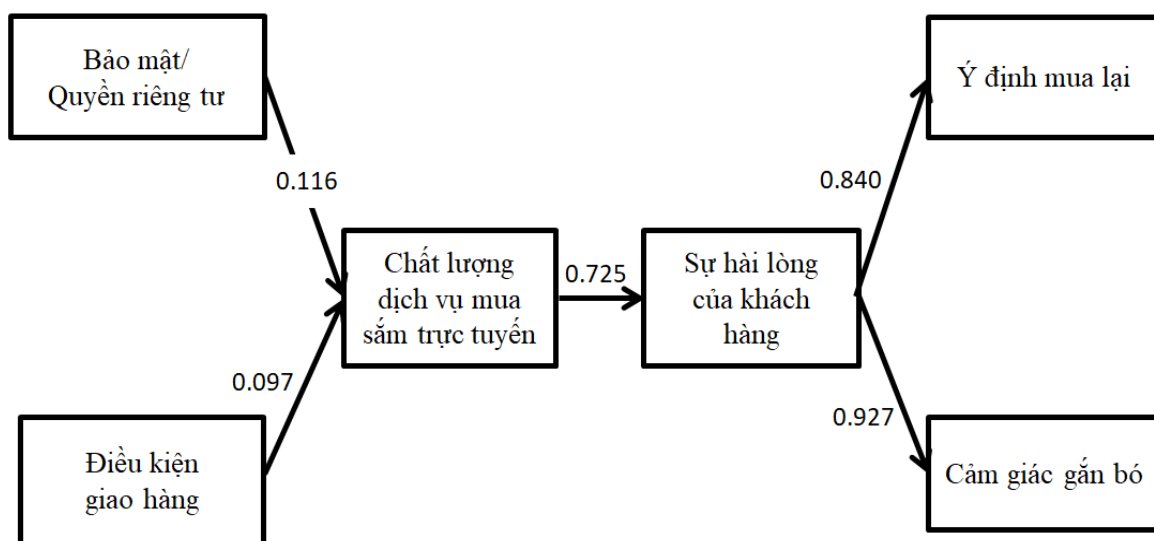 Bảo mật/
Quyền riêng tư
Ý định mua lại
0.116
0.840
Chất lượng
dịch vụ mua
sắm trực tuyến
0.725
Sự hài lòng
của khách
hàng
0.097
0.927
Điều kiện
giao hàng
Cảm giác gắn bó